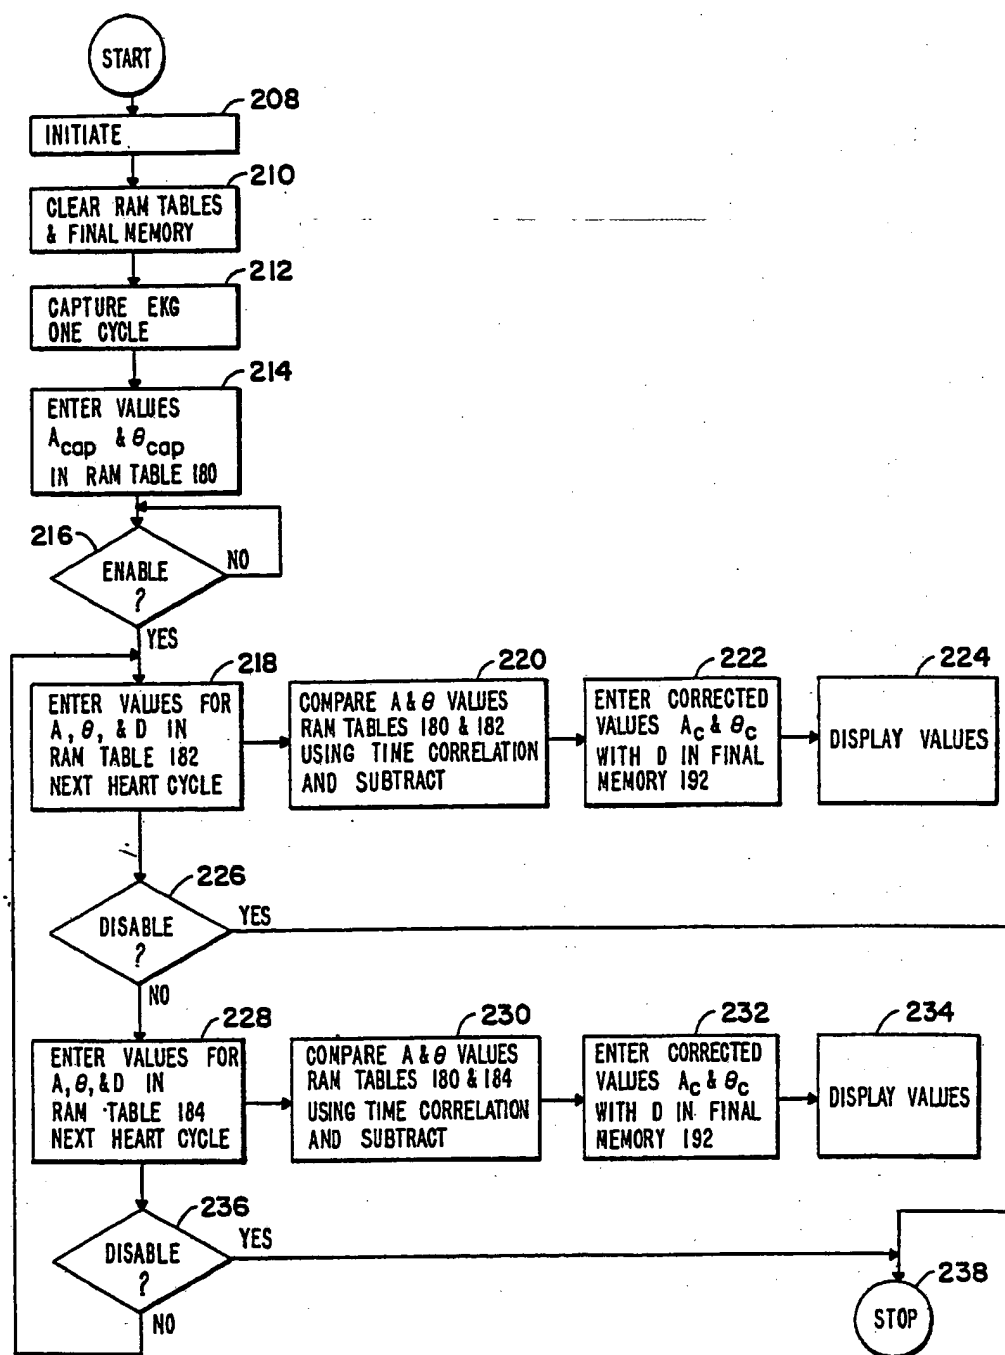 START
208
INITIATE
210
CLEAR RAM TABLES
& FINAL MEMORY
212
CAPTURE EKG
ONE CYCLE
214
ENTER VALUES
Acap & θcap
IN RAM TABLE 180
216
ENABLE
?
NO
YES
218
ENTER VALUES FOR
A, θ, & D IN
RAM TABLE 182
NEXT HEART CYCLE
220
COMPARE A & θ VALUES
RAM TABLES 180 & 182
USING TIME CORRELATION
AND SUBTRACT
222
ENTER CORRECTED
VALUES Ac & θc
WITH D IN FINAL
MEMORY 192
224
DISPLAY VALUES
226
DISABLE
?
YES
NO
228
ENTER VALUES FOR
A, θ, & D IN
RAM TABLE 184
NEXT HEART CYCLE
230
COMPARE A & θ VALUES
RAM TABLES 180 & 184
USING TIME CORRELATION
AND SUBTRACT
232
ENTER CORRECTED
VALUES Ac & θc
WITH D IN FINAL
MEMORY 192
234
DISPLAY VALUES
236
DISABLE
?
YES
NO
238
STOP